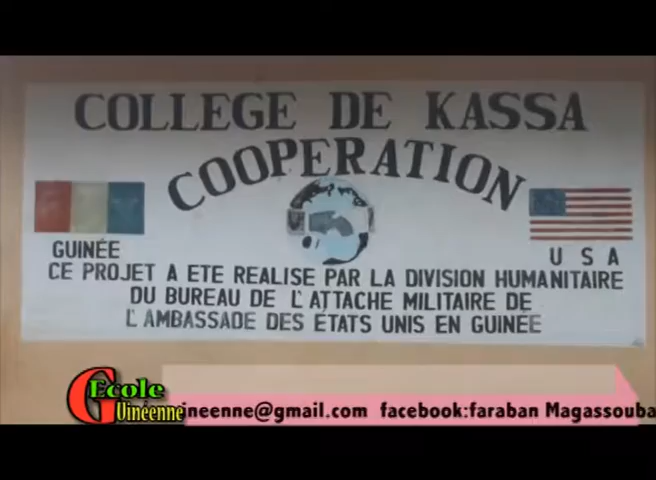 COLLEGE DE KASSA
COOPERATION
GUINÉE
U S A
CE PROJET A ETE REALISE PAR LA DIVISION HUMANITAIRE
DU BUREAU DE L'ATTACHE MILITAIRE DE
L'AMBASSADE DES ÉTATS UNIS EN GUINÉE
Ecole
Guinéenne
ineenne@gmail.com facebook:faraban Magassouba